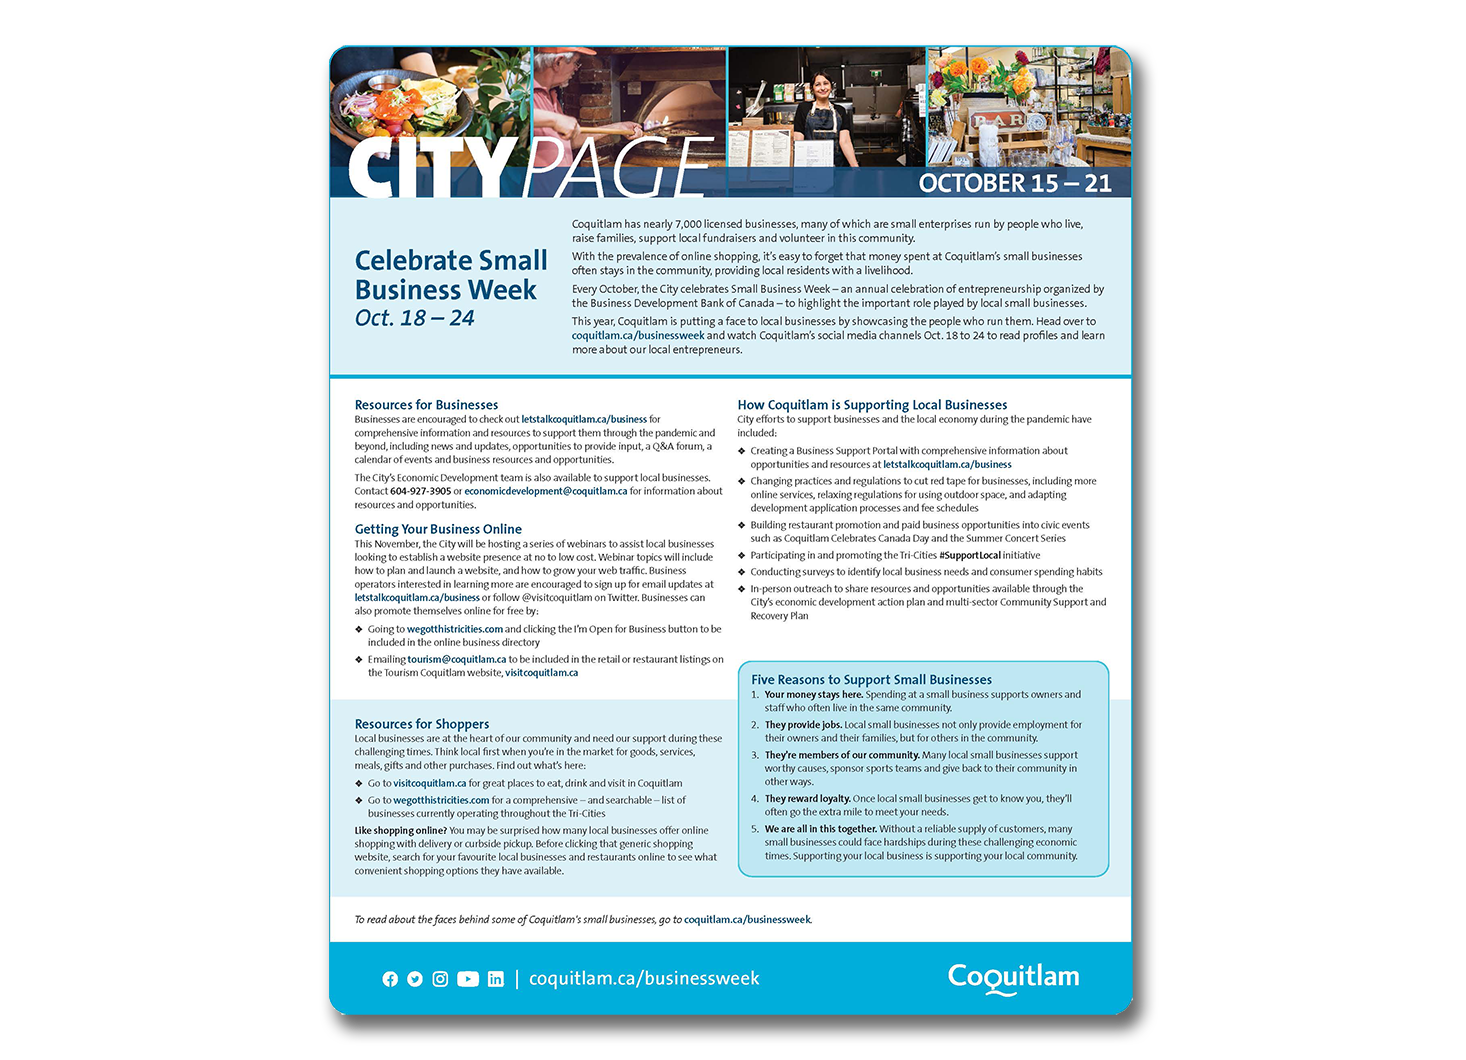 CITYPAGE
BAR
OCTOBER 15 – 21
Celebrate Small
Business Week
Oct. 18 – 24
Coquitlam has nearly 7,000 licensed businesses, many of which are small enterprises run by people who live,
raise families, support local fundraisers and volunteer in this community.
With the prevalence of online shopping, it's easy to forget that money spent at Coquitlam's small businesses
often stays in the community, providing local residents with a livelihood.
Every October, the City celebrates Small Business Week – an annual celebration of entrepreneurship organized by
the Business Development Bank of Canada – to highlight the important role played by local small businesses.
This year, Coquitlam is putting a face to local businesses by showcasing the people who run them. Head over to
coquitlam.ca/businessweek and watch Coquitlam's social media channels Oct. 18 to 24 to read profiles and learn
more about our local entrepreneurs.
Resources for Businesses
Businesses are encouraged to check out letstalkcoquitlam.ca/business for
comprehensive information and resources to support them through the pandemic and
beyond, including news and updates, opportunities to provide input, a Q&A forum, a
calendar of events and business resources and opportunities.
The City's Economic Development team is also available to support local businesses.
Contact 604-927-3905 or economicdevelopment@coquitlam.ca for information about
resources and opportunities.
Getting Your Business Online
This November, the City will be hosting a series of webinars to assist local businesses
looking to establish a website presence at no to low cost. Webinar topics will include
how to plan and launch a website, and how to grow your web traffic. Business
operators interested in learning more are encouraged to sign up for email updates at
letstalkcoquitlam.ca/business or follow @visitcoquitlam on Twitter. Businesses can
also promote themselves online for free by:
❖ Going to wegotthistricities.com and clicking the I'm Open for Business button to be
included in the online business directory
❖ Emailing tourism@coquitlam.ca to be included in the retail or restaurant listings on
the Tourism Coquitlam website, visitcoquitlam.ca
Resources for Shoppers
Local businesses are at the heart of our community and need our support during these
challenging times. Think local first when you're in the market for goods, services,
meals, gifts and other purchases. Find out what's here:
❖ Go to visitcoquitlam.ca for great places to eat, drink and visit in Coquitlam
❖ Go to wegotthistricities.com for a comprehensive – and searchable – list of
businesses currently operating throughout the Tri-Cities
Like shopping online? You may be surprised how many local businesses offer online
shopping with delivery or curbside pickup. Before clicking that generic shopping
website, search for your favourite local businesses and restaurants online to see what
convenient shopping options they have available.
How Coquitlam is Supporting Local Businesses
City efforts to support businesses and the local economy during the pandemic have
included:
❖ Creating a Business Support Portal with comprehensive information about
opportunities and resources at letstalkcoquitlam.ca/business
❖ Changing practices and regulations to cut red tape for businesses, including more
online services, relaxing regulations for using outdoor space, and adapting
development application processes and fee schedules
❖ Building restaurant promotion and paid business opportunities into civic events
such as Coquitlam Celebrates Canada Day and the Summer Concert Series
❖ Participating in and promoting the Tri-Cities #SupportLocal initiative
❖ Conducting surveys to identify local business needs and consumer spending habits
❖ In-person outreach to share resources and opportunities available through the
City's economic development action plan and multi-sector Community Support and
Recovery Plan
Five Reasons to Support Small Businesses
1. Your money stays here. Spending at a small business supports owners and
staff who often live in the same community.
2. They provide jobs. Local small businesses not only provide employment for
their owners and their families, but for others in the community.
3. They're members of our community. Many local small businesses support
worthy causes, sponsor sports teams and give back to their community in
other ways.
4. They reward loyalty. Once local small businesses get to know you, they'll
often go the extra mile to meet your needs.
5. We are all in this together. Without a reliable supply of customers, many
small businesses could face hardships during these challenging economic
times. Supporting your local business is supporting your local community.
To read about the faces behind some of Coquitlam's small businesses, go to coquitlam.ca/businessweek.
coquitlam.ca/businessweek
Coquitlam